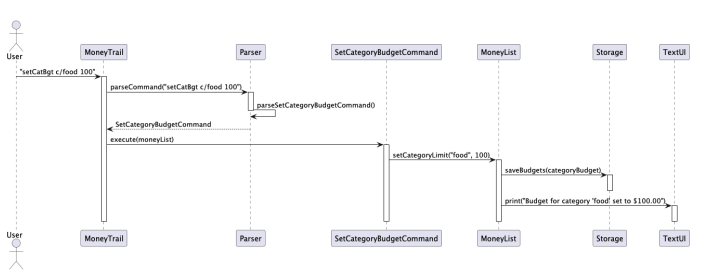 User
MoneyTrail
Parser
SetCategoryBudgetCommand
MoneyList
Storage
TextUI
"setCatBgt c/food 100"
parseCommand("setCatBgt c/food 100")
parseSetCategoryBudgetCommand()
SetCategoryBudgetCommand
execute(moneyList)
setCategoryLimit("food", 100)
saveBudgets(categoryBudget)
print("Budget for category 'food' set to $100.00")
User
MoneyTrail
Parser
SetCategoryBudgetCommand
MoneyList
Storage
TextUI